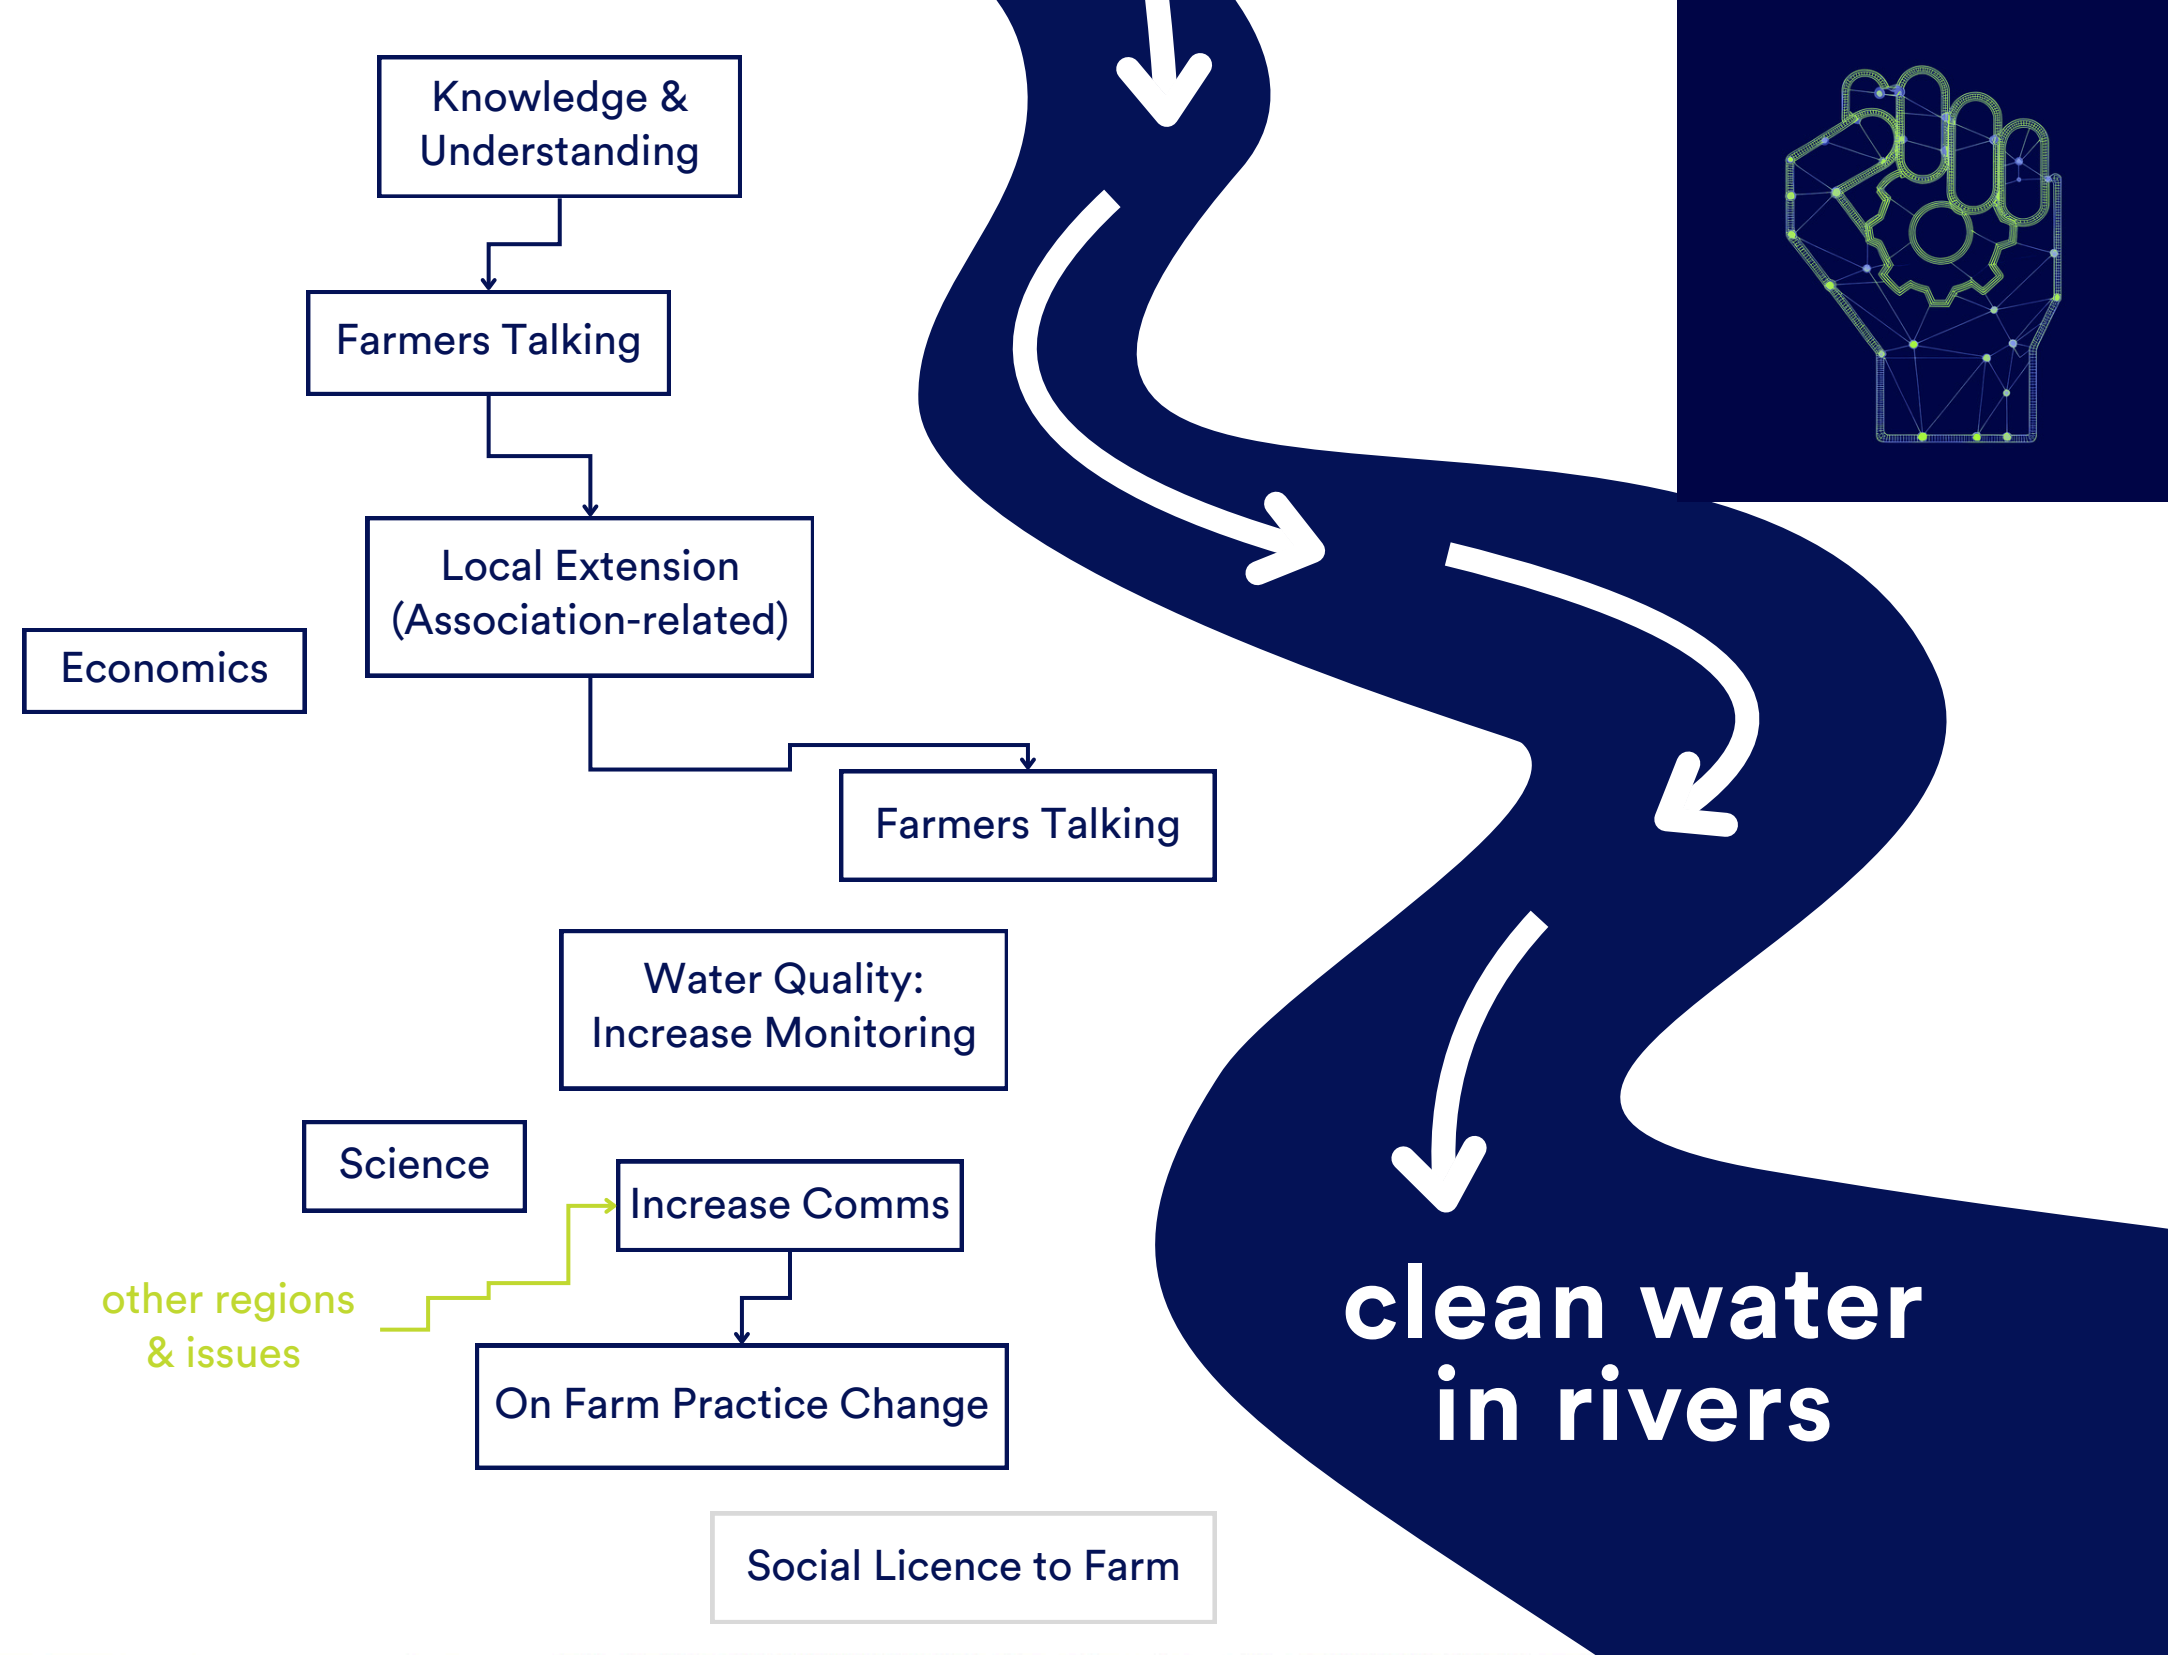 Knowledge &
Understanding
Farmers Talking
Local Extension
(Association-related)
Economics
Farmers Talking
Water Quality:
Increase Monitoring
Science
Increase Comms
other regions
& issues
On Farm Practice Change
Social Licence to Farm
clean water
in rivers